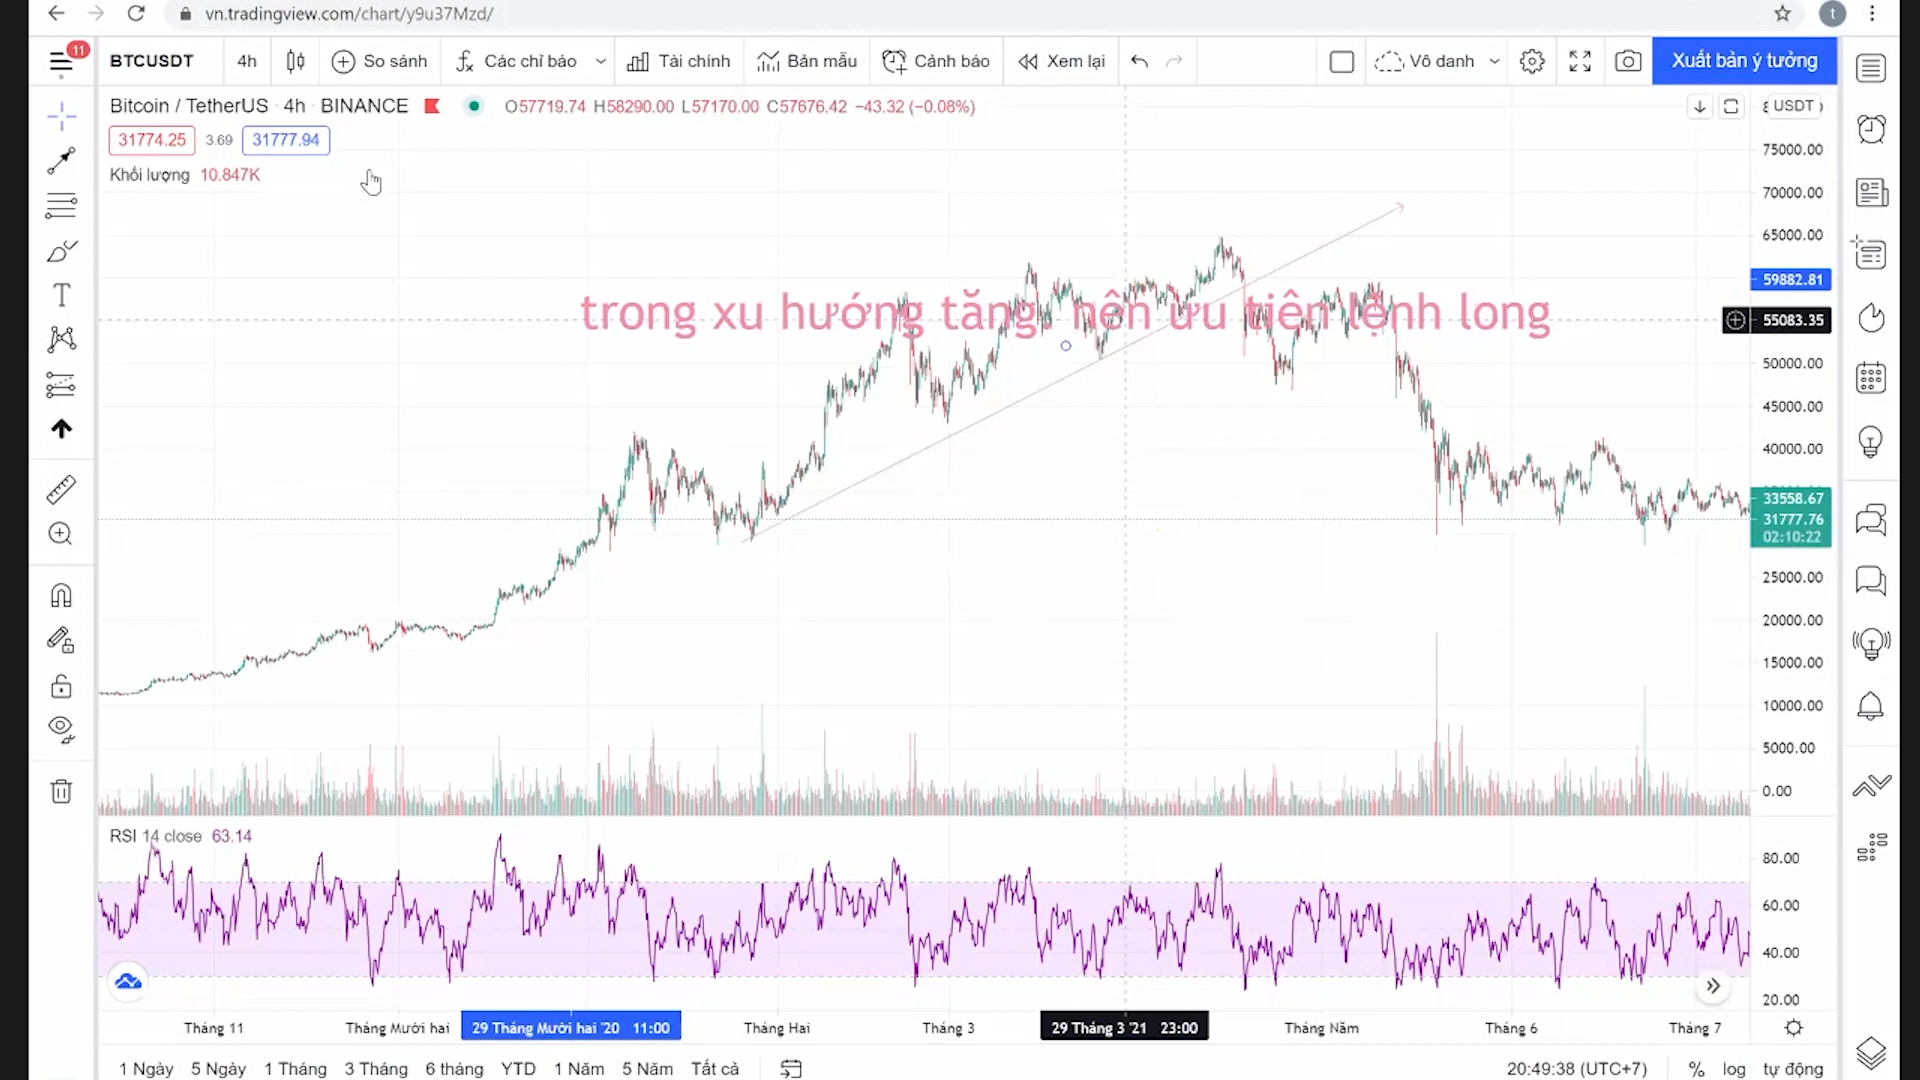 vn.tradingview.com/chart/y9u37Mzd/
t
11
BTCUSDT 4h So sánh Các chỉ báo Tài chính Bản mẫu Cảnh báo Xem lại Vô danh Xuất bản ý tưởng
Bitcoin / TetherUS · 4h · BINANCE O57719.74 H58290.00 L57170.00 C57676.42 −43.32 (−0.08%)
USDT
31774.25 3.69 31777.94
Khối lượng 10.847K
75000.00
70000.00
65000.00
59882.81
trong xu hướng tăng, nên ưu tiên lệnh long
55083.35
50000.00
45000.00
40000.00
33558.67
31777.76
02:10:22
25000.00
20000.00
15000.00
10000.00
5000.00
0.00
RSI 14 close 63.14
80.00
60.00
40.00
20.00
Tháng 11 Tháng Mười hai 29 Tháng Mười hai '20 11:00 Tháng Hai Tháng 3 29 Tháng 3 '21 23:00 Tháng Năm Tháng 6 Tháng 7
1 Ngày 5 Ngày 1 Tháng 3 Tháng 6 tháng YTD 1 Năm 5 Năm Tất cả 20:49:38 (UTC+7) % log tự động